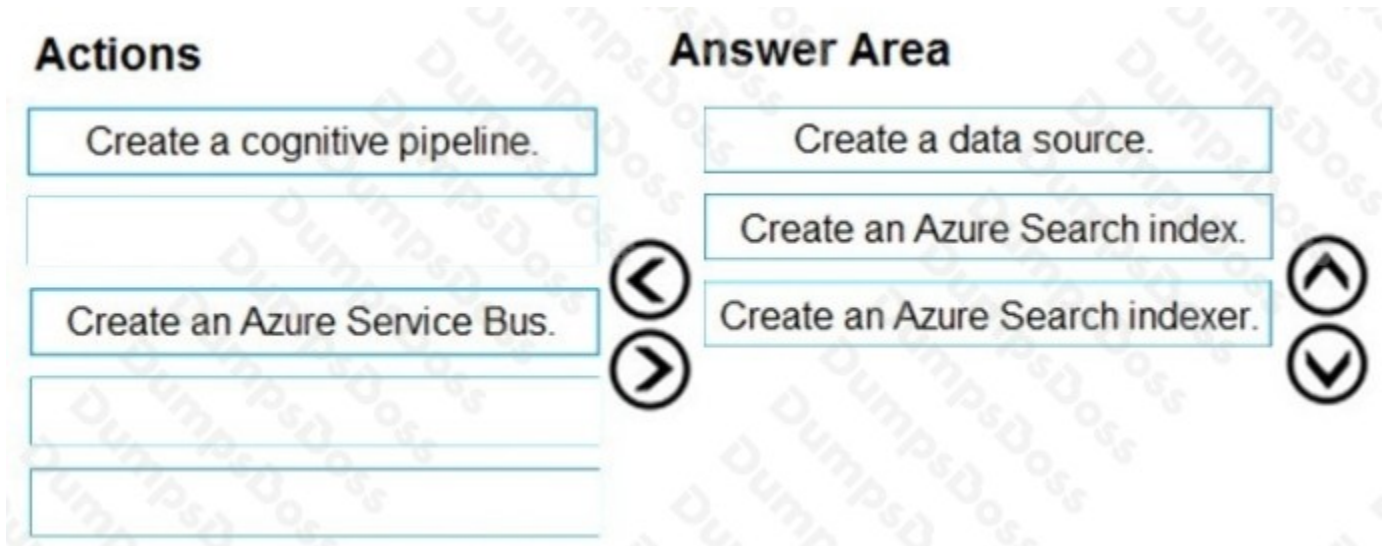 Actions
Answer Area
Create a cognitive pipeline.
Create a data source.
Create an Azure Search index.
Create an Azure Service Bus.
Create an Azure Search indexer.
DumpsDoss